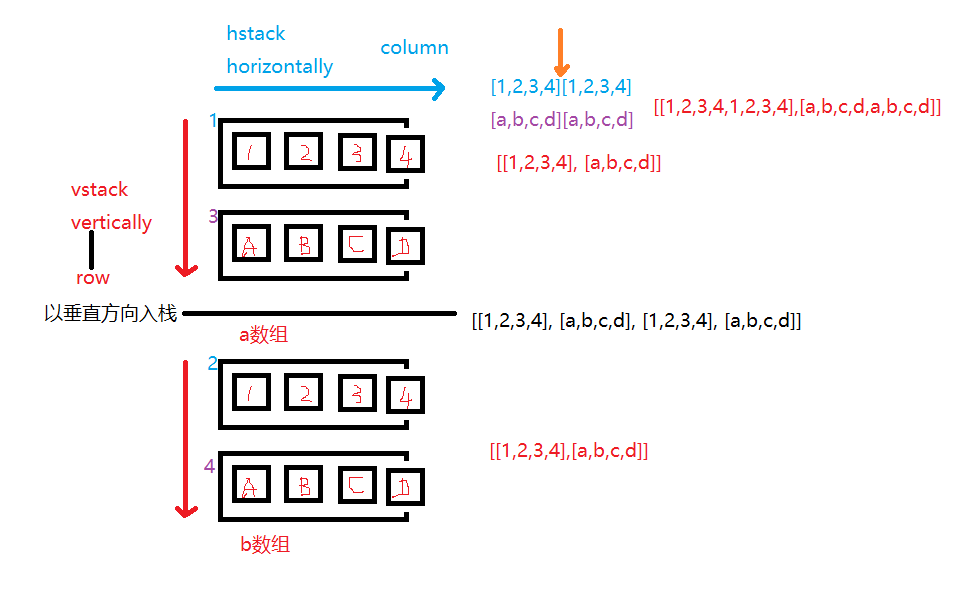 hstack
horizontally
column
[1,2,3,4][1,2,3,4]
[a,b,c,d][a,b,c,d]
[[1,2,3,4,1,2,3,4],[a,b,c,d,a,b,c,d]]
[[1,2,3,4], [a,b,c,d]]
1
1 2 3 4
vstack
vertically
row
3
A B C D
以垂直方向入栈
a数组
[[1,2,3,4], [a,b,c,d], [1,2,3,4], [a,b,c,d]]
2
1 2 3 4
4
A B C D
[[1,2,3,4],[a,b,c,d]]
b数组